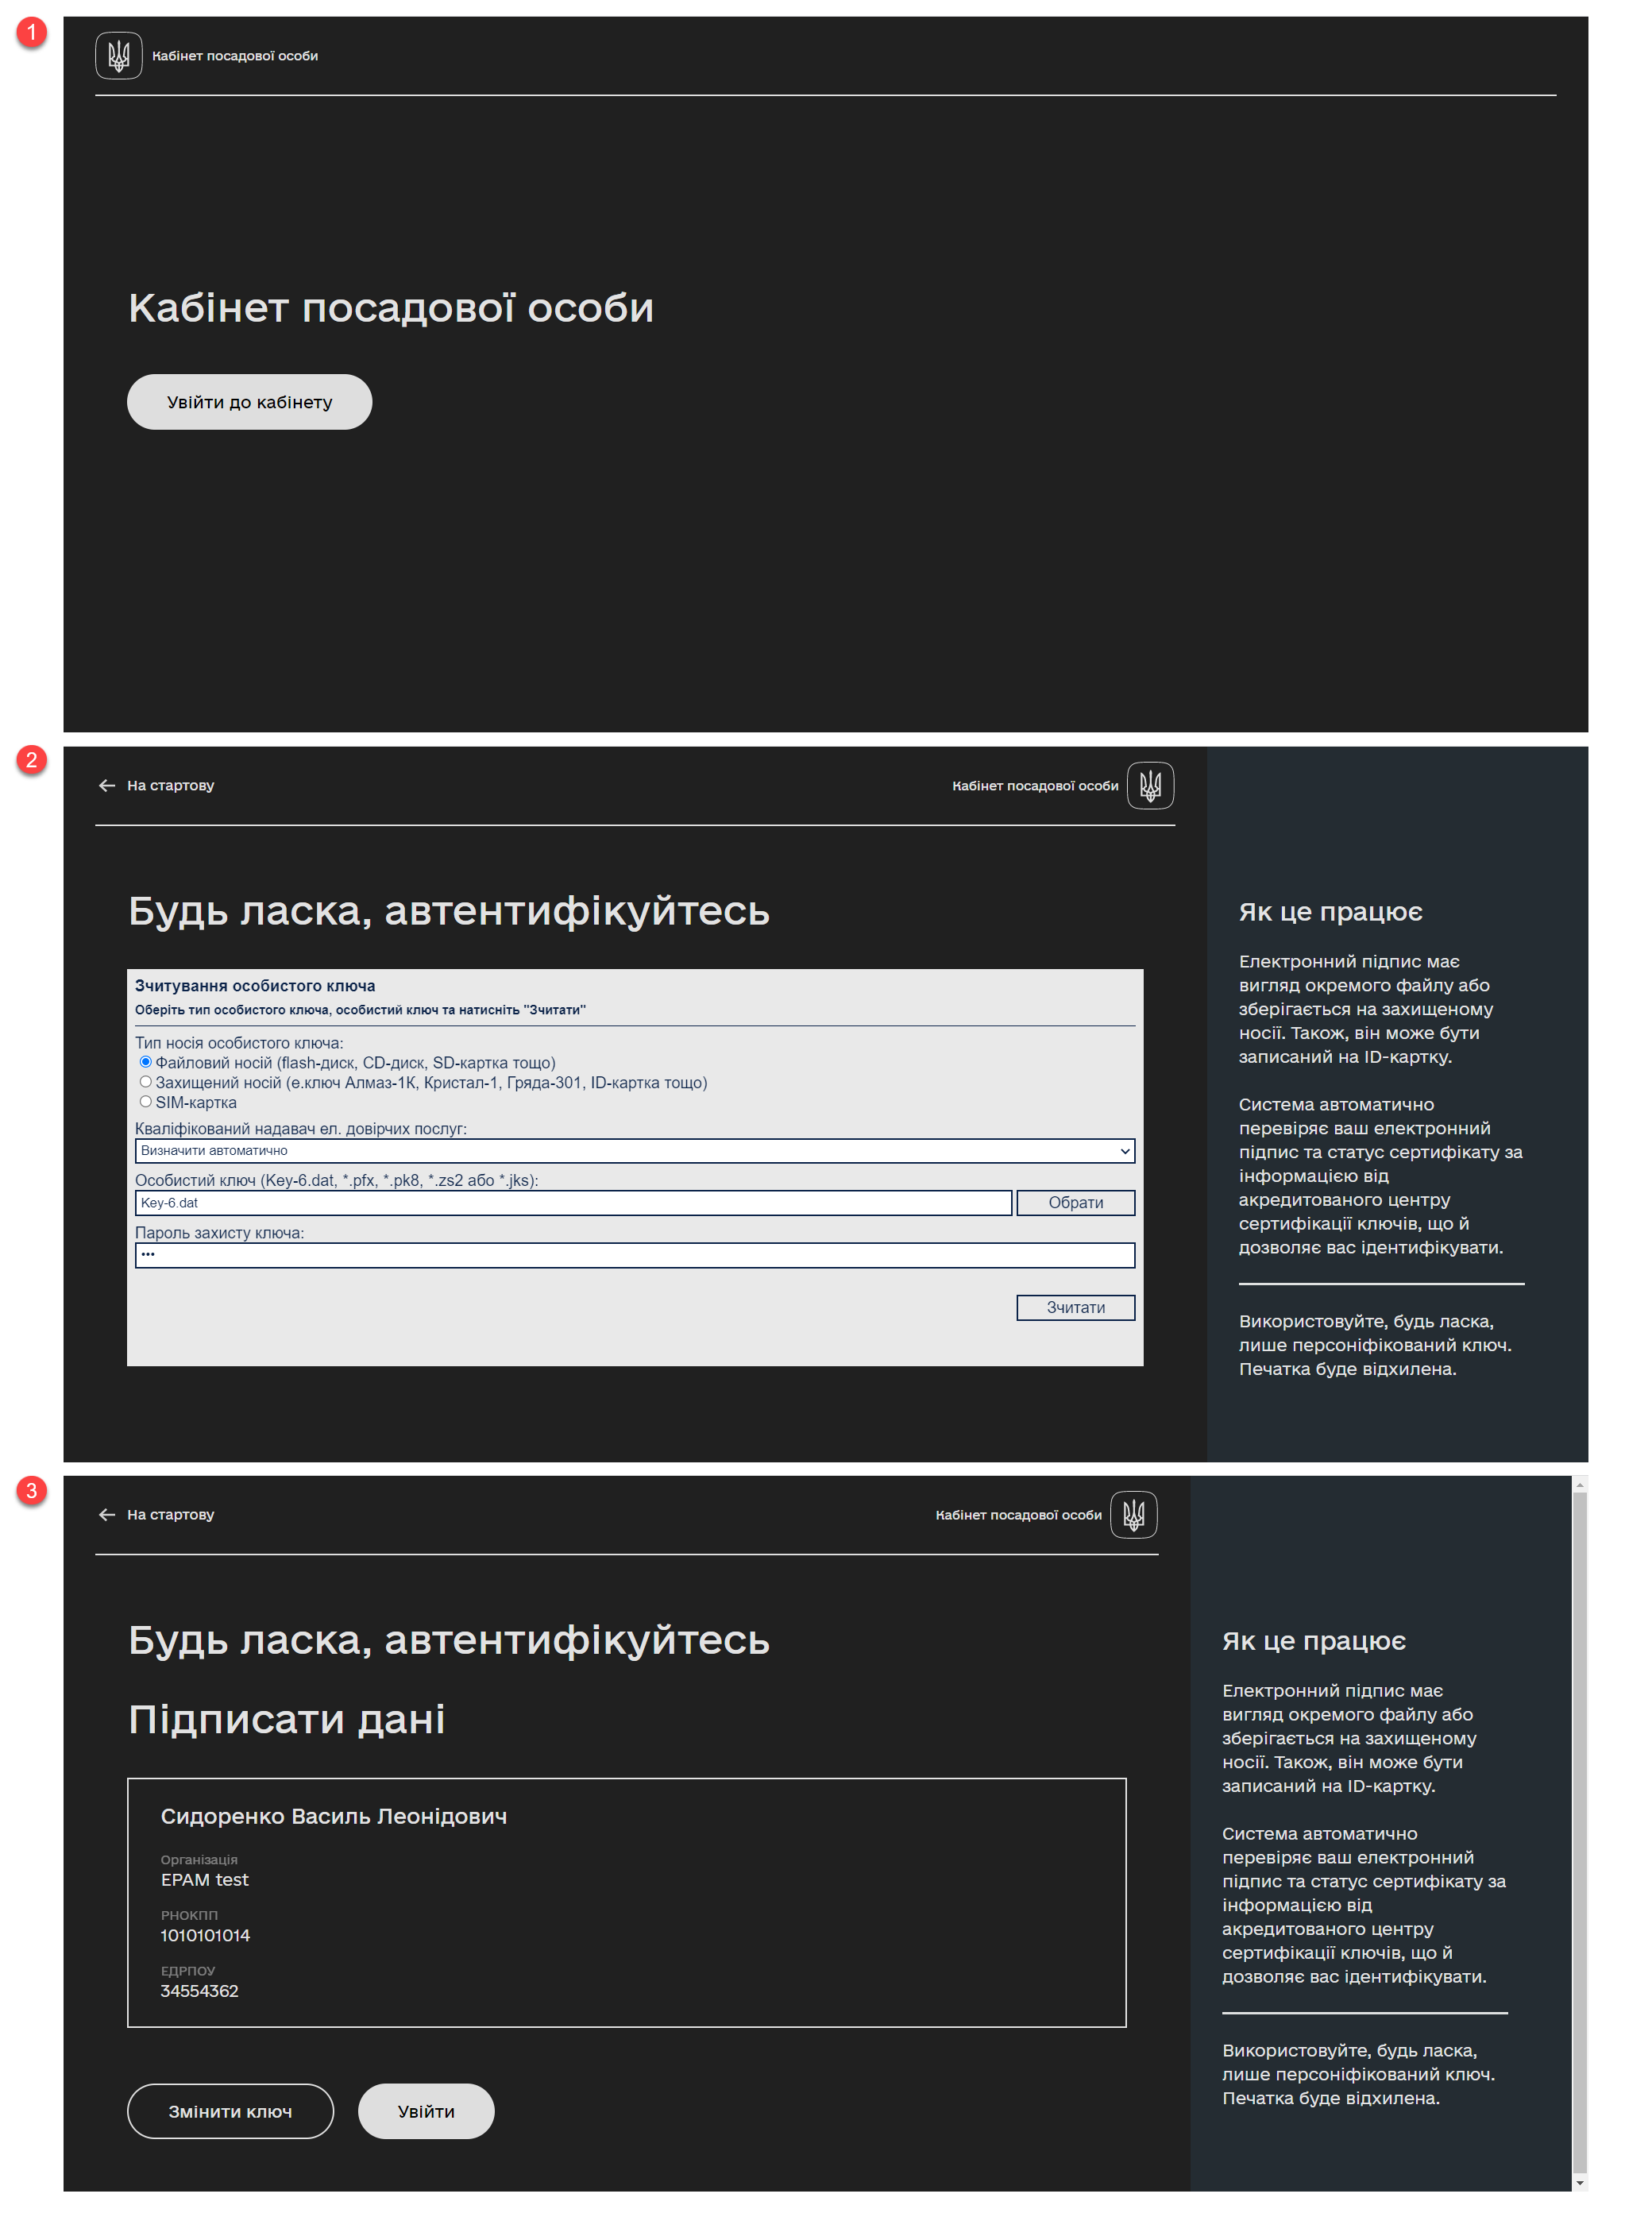 1
Кабінет посадової особи
Кабінет посадової особи
Увійти до кабінету
2
На стартову
Кабінет посадової особи
Будь ласка, автентифікуйтесь
Зчитування особистого ключа
Оберіть тип особистого ключа, особистий ключ та натисніть "Зчитати"
Тип носія особистого ключа:
Файловий носій (flash-диск, CD-диск, SD-картка тощо)
Захищений носій (е.ключ Алмаз-1К, Кристал-1, Гряда-301, ID-картка тощо)
SIM-картка
Кваліфікований надавач ел. довірчих послуг:
Визначити автоматично
Особистий ключ (Key-6.dat, *.pfx, *.pk8, *.zs2 або *.jks):
Key-6.dat
Обрати
Пароль захисту ключа:
•••
Зчитати
Як це працює
Електронний підпис має
вигляд окремого файлу або
зберігається на захищеному
носії. Також, він може бути
записаний на ID-картку.
Система автоматично
перевіряє ваш електронний
підпис та статус сертифікату за
інформацією від
акредитованого центру
сертифікації ключів, що й
дозволяє вас ідентифікувати.
Використовуйте, будь ласка,
лише персоніфікований ключ.
Печатка буде відхилена.
3
На стартову
Кабінет посадової особи
Будь ласка, автентифікуйтесь
Підписати дані
Сидоренко Василь Леонідович
Організація
EPAM test
РНОКПП
1010101014
ЕДРПОУ
34554362
Змінити ключ
Увійти
Як це працює
Електронний підпис має
вигляд окремого файлу або
зберігається на захищеному
носії. Також, він може бути
записаний на ID-картку.
Система автоматично
перевіряє ваш електронний
підпис та статус сертифікату за
інформацією від
акредитованого центру
сертифікації ключів, що й
дозволяє вас ідентифікувати.
Використовуйте, будь ласка,
лише персоніфікований ключ.
Печатка буде відхилена.